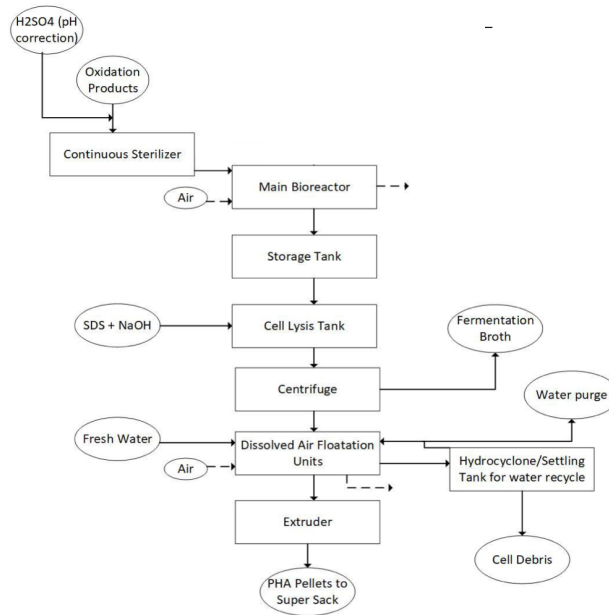 H2SO4 (pH
correction)
Oxidation
Products
Continuous Sterilizer
Air
Main Bioreactor
Storage Tank
SDS + NaOH
Cell Lysis Tank
Fermentation
Broth
Centrifuge
Water purge
Fresh Water
Dissolved Air Floatation
Units
Air
Hydrocyclone/Settling
Tank for water recycle
Extruder
Cell Debris
PHA Pellets to
Super Sack